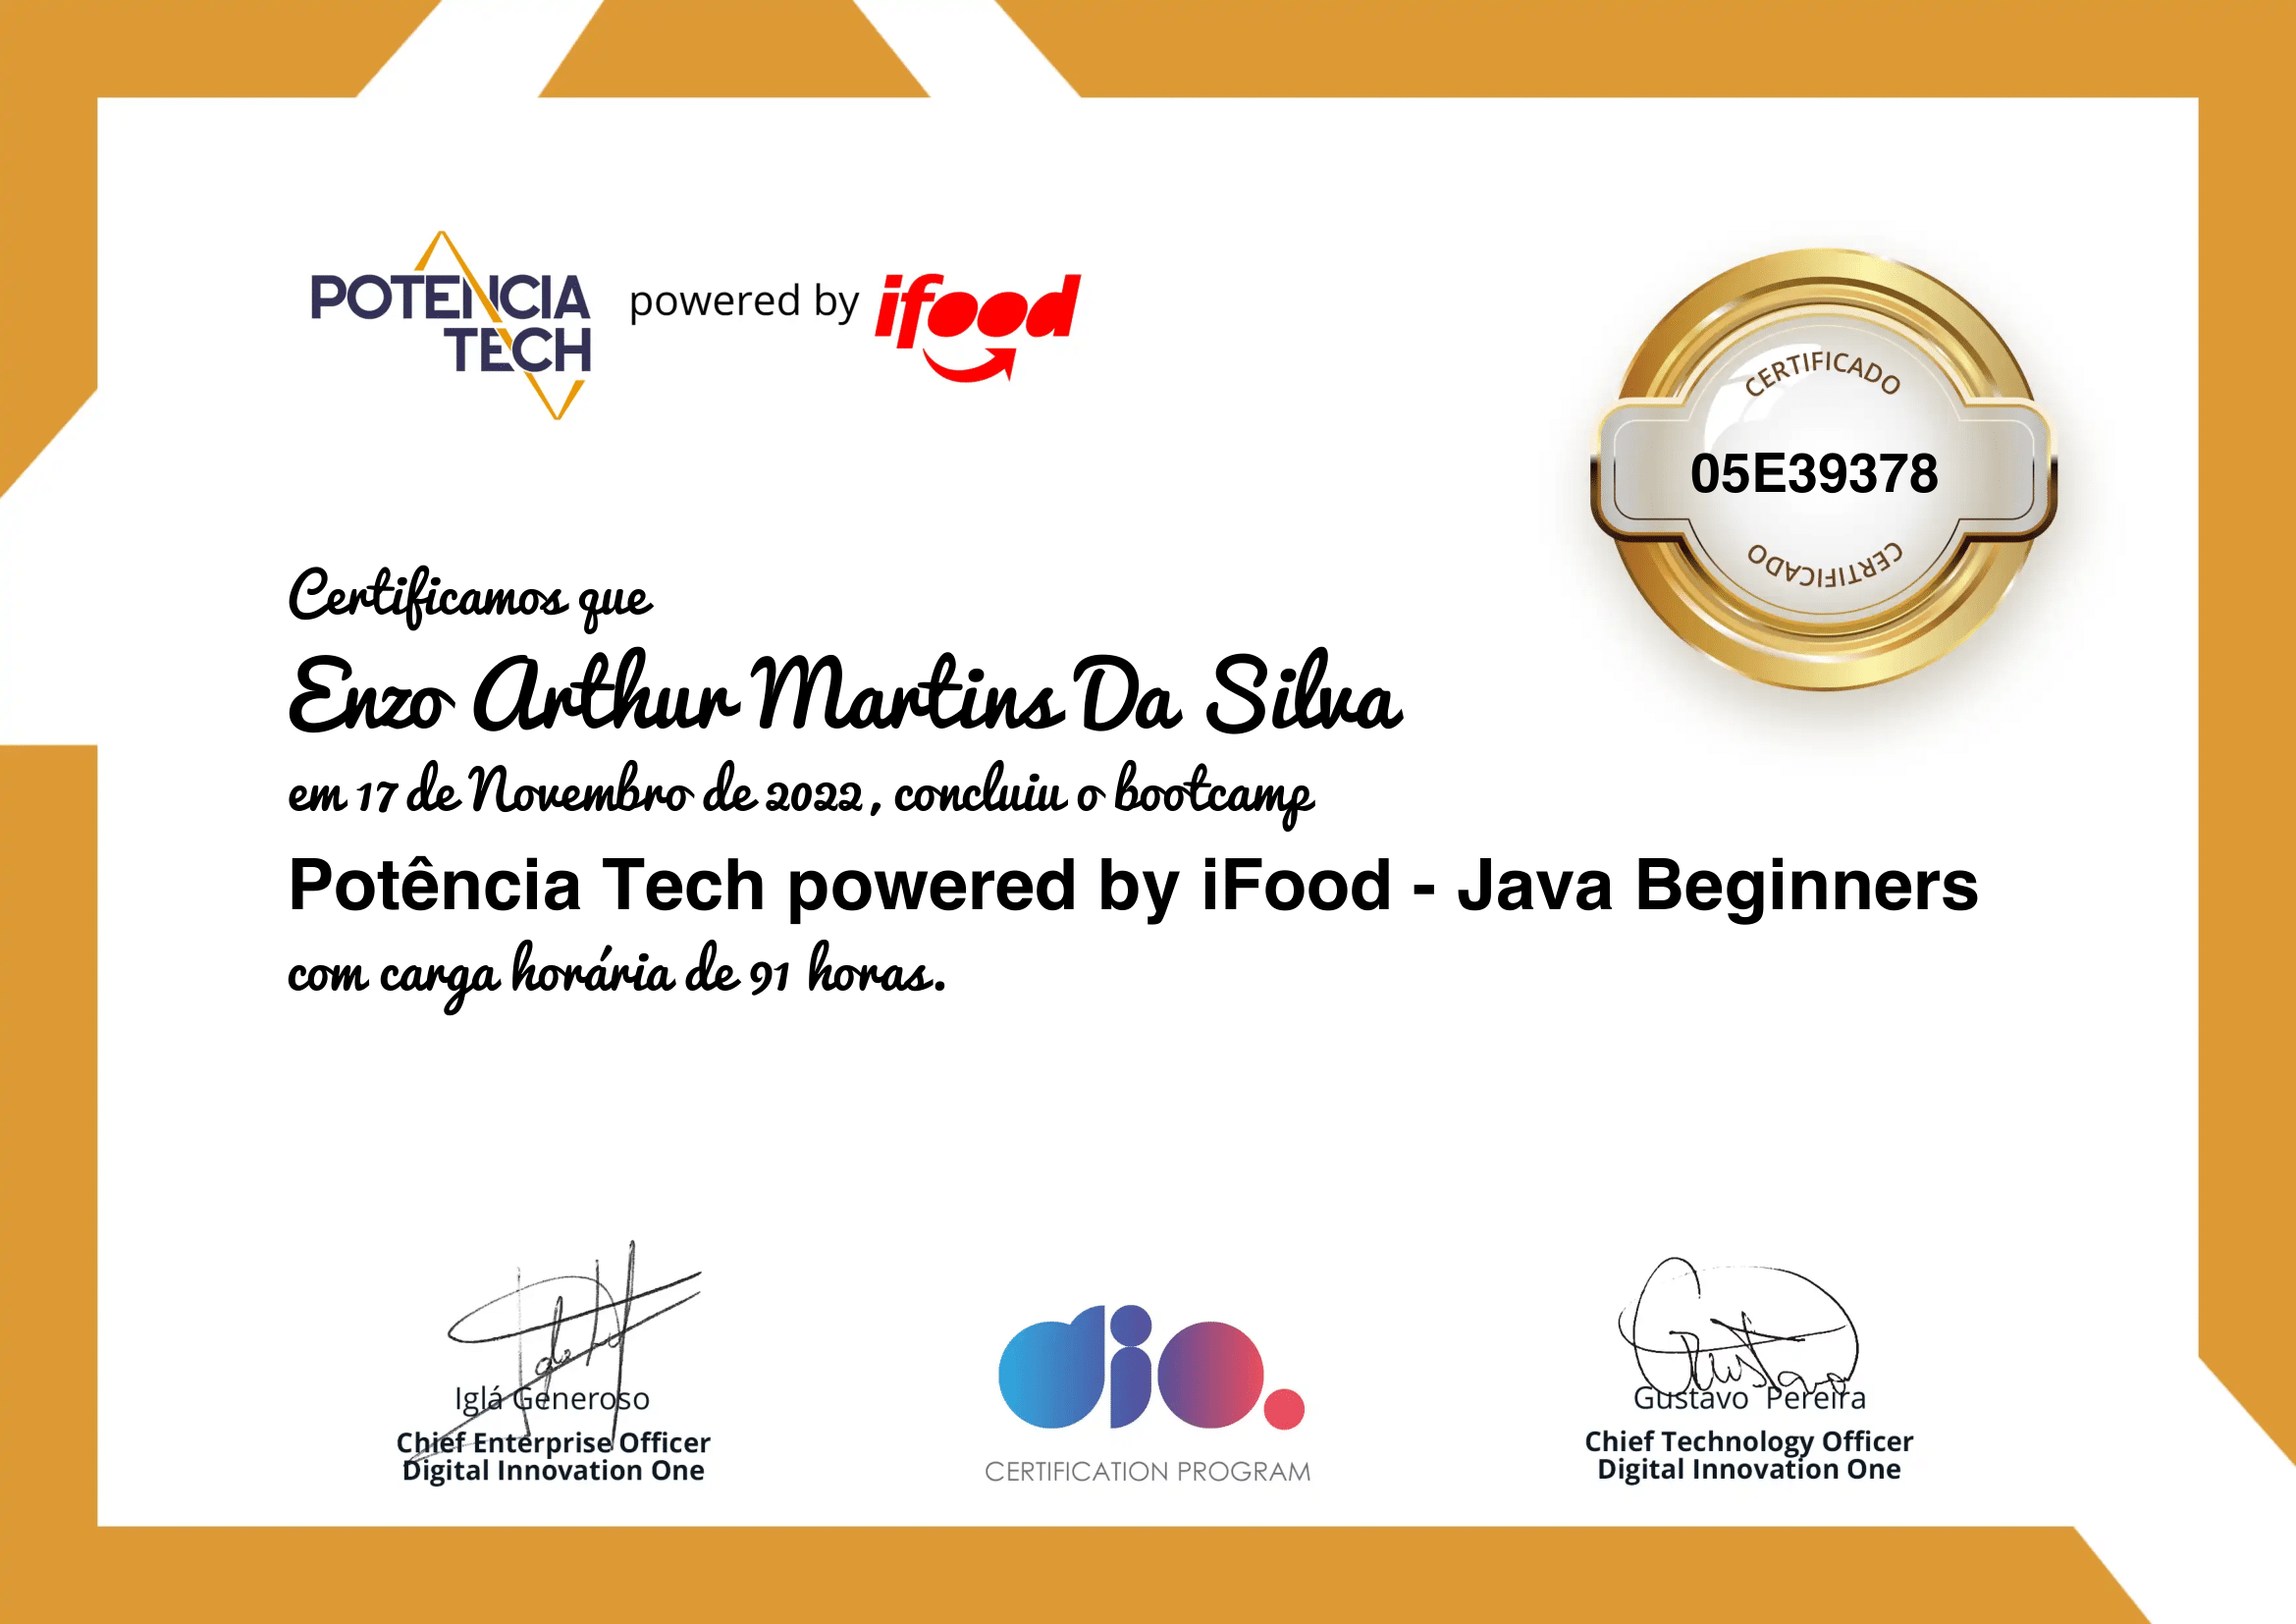 POTENCIA
TECH
powered by ifood
CERTIFICADO
05E39378
CERTIFICADO
Certificamos que
Enzo Arthur Martins Da Silva
em 17 de Novembro de 2022, concluiu o bootcamp
Potência Tech powered by iFood - Java Beginners
com carga horária de 91 horas.
Iglá Generoso
Chief Enterprise Officer
Digital Innovation One
dio.
CERTIFICATION PROGRAM
Gustavo
Gustavo Pereira
Chief Technology Officer
Digital Innovation One